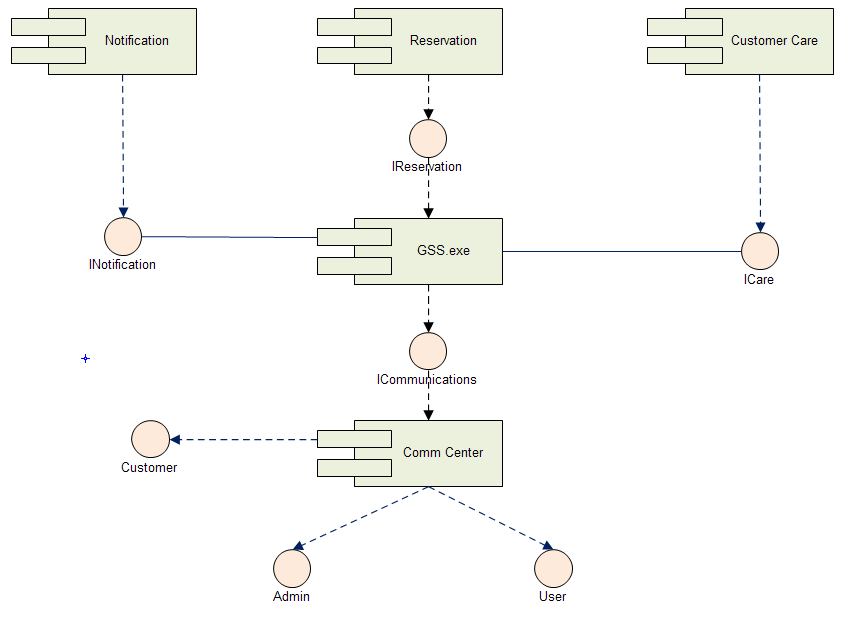 Notification
Reservation
Customer Care
IReservation
INotification
GSS.exe
ICare
ICommunications
Customer
Comm Center
Admin
User